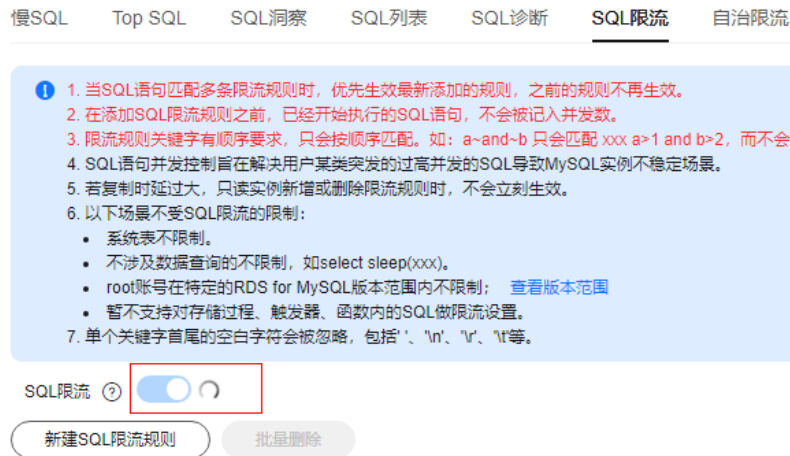 慢SQL Top SQL SQL洞察 SQL列表 SQL诊断 SQL限流 自治限流
1. 当SQL语句匹配多条限流规则时，优先生效最新添加的规则，之前的规则不再生效。
2. 在添加SQL限流规则之前，已经开始执行的SQL语句，不会被记入并发数。
3. 限流规则关键字有顺序要求，只会按顺序匹配。如：a~and~b 只会匹配 xxx a>1 and b>2，而不会
4. SQL语句并发控制旨在解决用户某类突发的过高并发的SQL导致MySQL实例不稳定场景。
5. 若复制时延过大，只读实例新增或删除限流规则时，不会立刻生效。
6. 以下场景不受SQL限流的限制：
• 系统表不限制。
• 不涉及数据查询的不限制，如select sleep(xxx)。
• root账号在特定的RDS for MySQL版本范围内不限制； 查看版本范围
• 暂不支持对存储过程、触发器、函数内的SQL做限流设置。
7. 单个关键字首尾的空白字符会被忽略，包括' '、'\n'、'\r'、'\t'等。
SQL限流 ?
新建SQL限流规则 批量删除